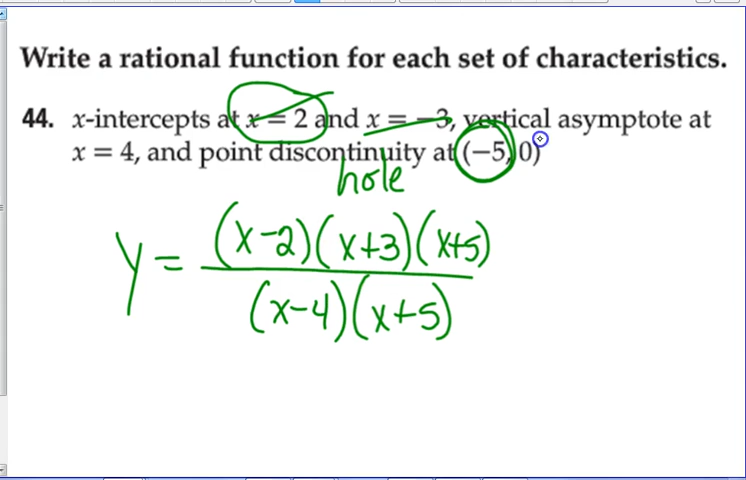 Write a rational function for each set of characteristics.
44. x-intercepts at x = 2 and x = −3, vertical asymptote at
x = 4, and point discontinuity at (−5, 0)
hole
y = (x-2)(x+3)(x+5)
(x-4)(x+5)